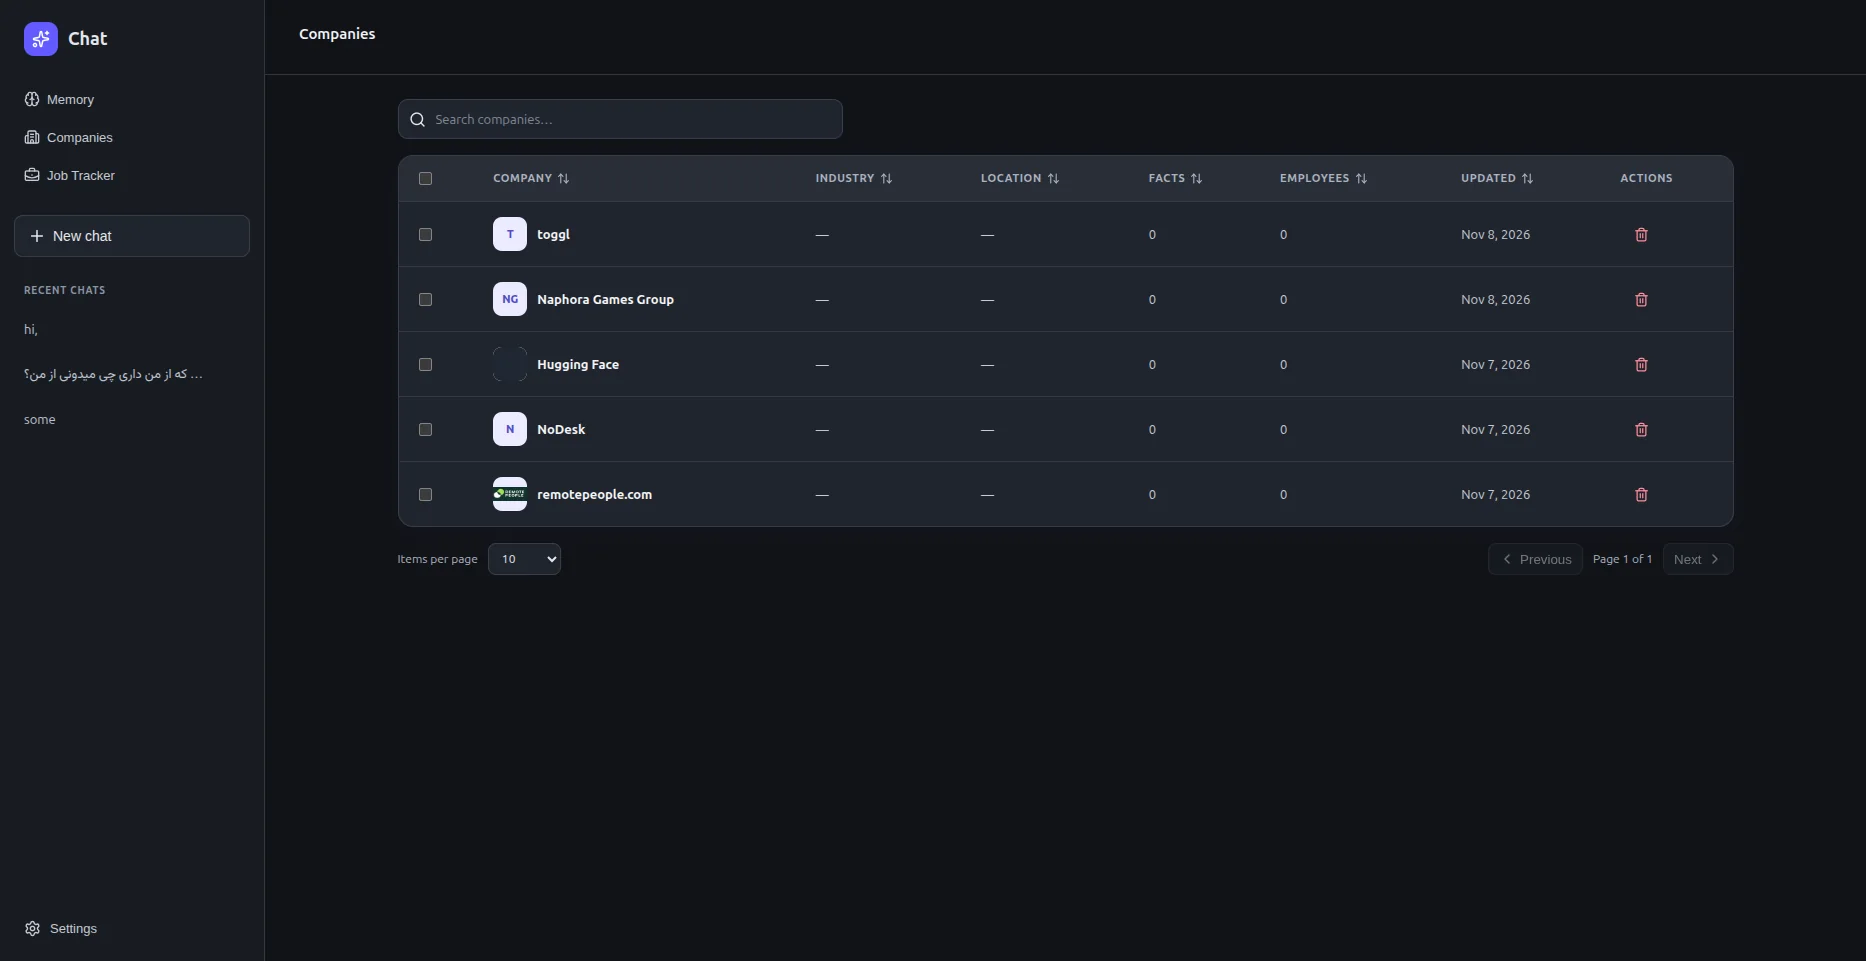 Chat
Memory
Companies
Job Tracker
New chat
RECENT CHATS
hi,
که از من داری چی میدونی از من؟ ...
some
Settings
Companies
Search companies...
COMPANY INDUSTRY LOCATION FACTS EMPLOYEES UPDATED ACTIONS
T toggl — — 0 0 Nov 8, 2026
NG Naphora Games Group — — 0 0 Nov 8, 2026
Hugging Face — — 0 0 Nov 7, 2026
N NoDesk — — 0 0 Nov 7, 2026
REMOTE PEOPLE remotepeople.com — — 0 0 Nov 7, 2026
Items per page 10 Previous Page 1 of 1 Next